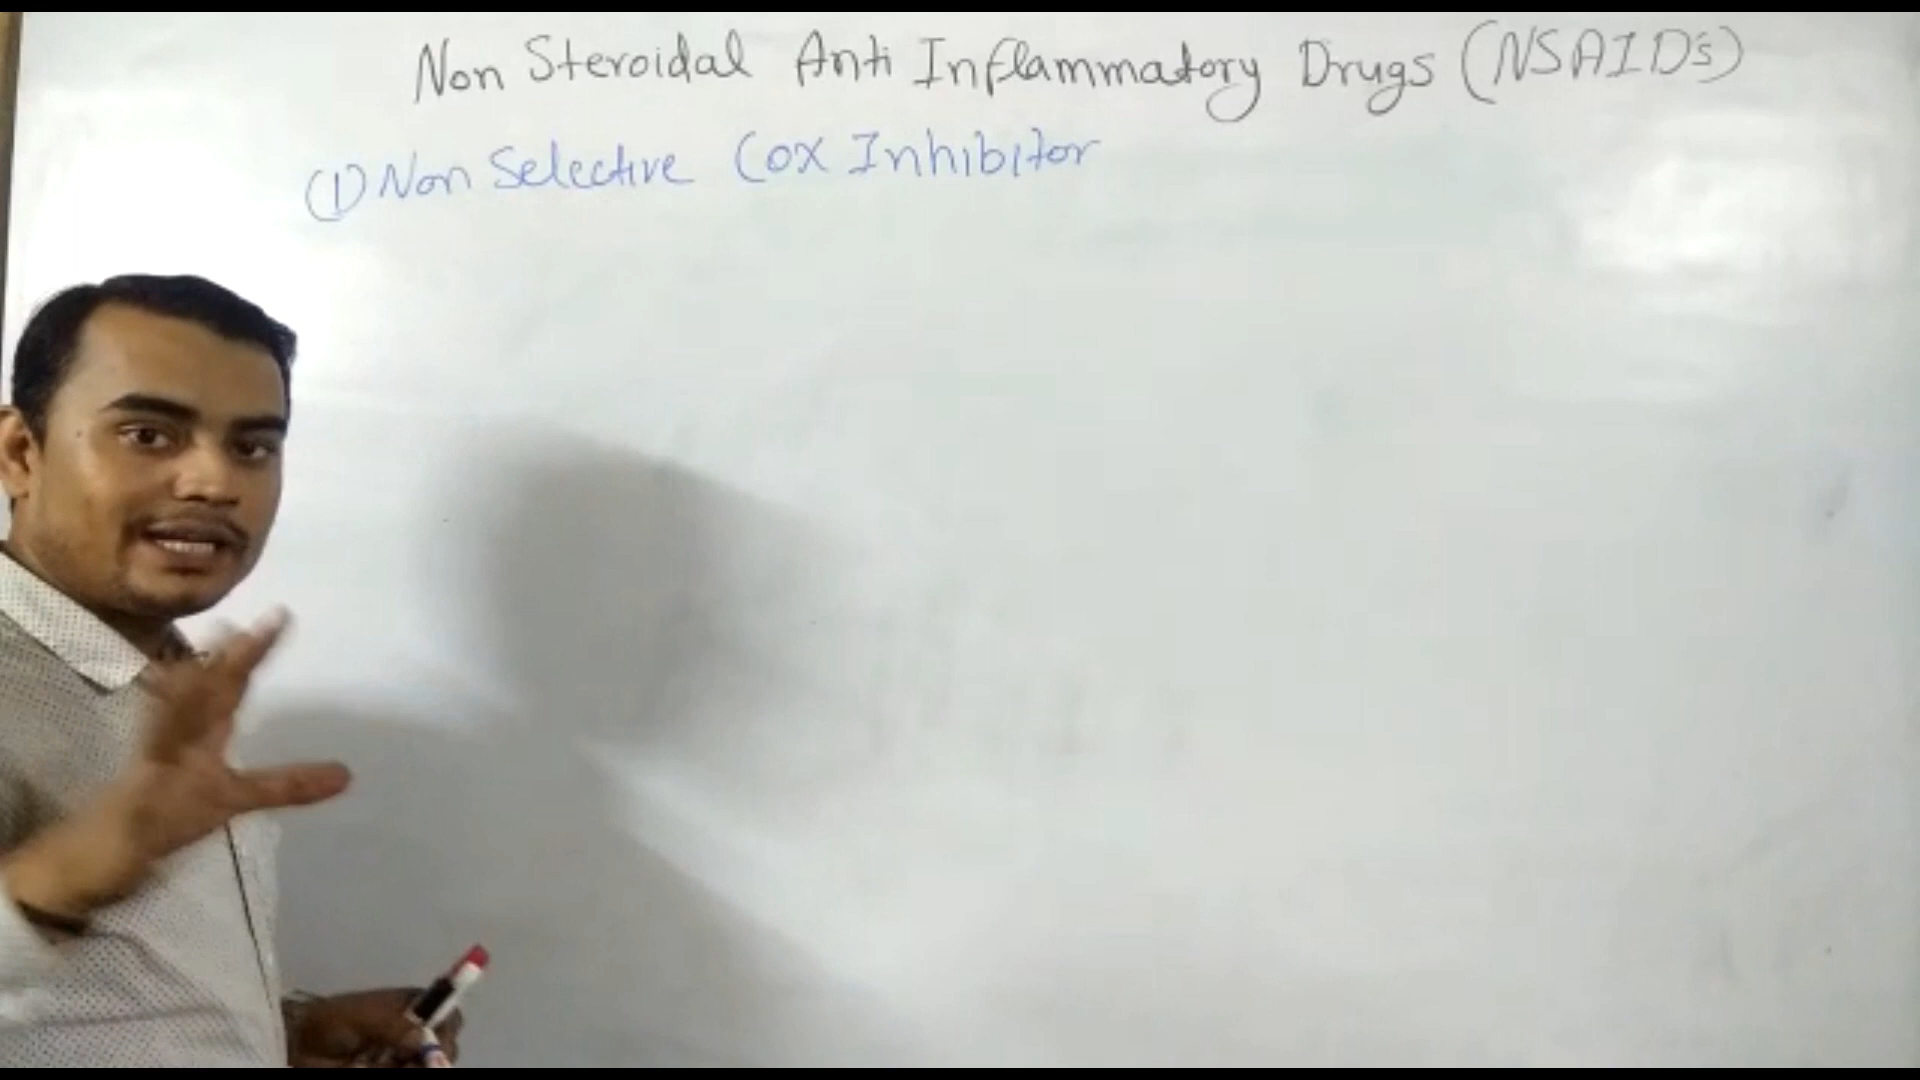 Non Steroidal Anti Inflammatory Drugs (NSAID's)
(1) Non Selective Cox Inhibitor